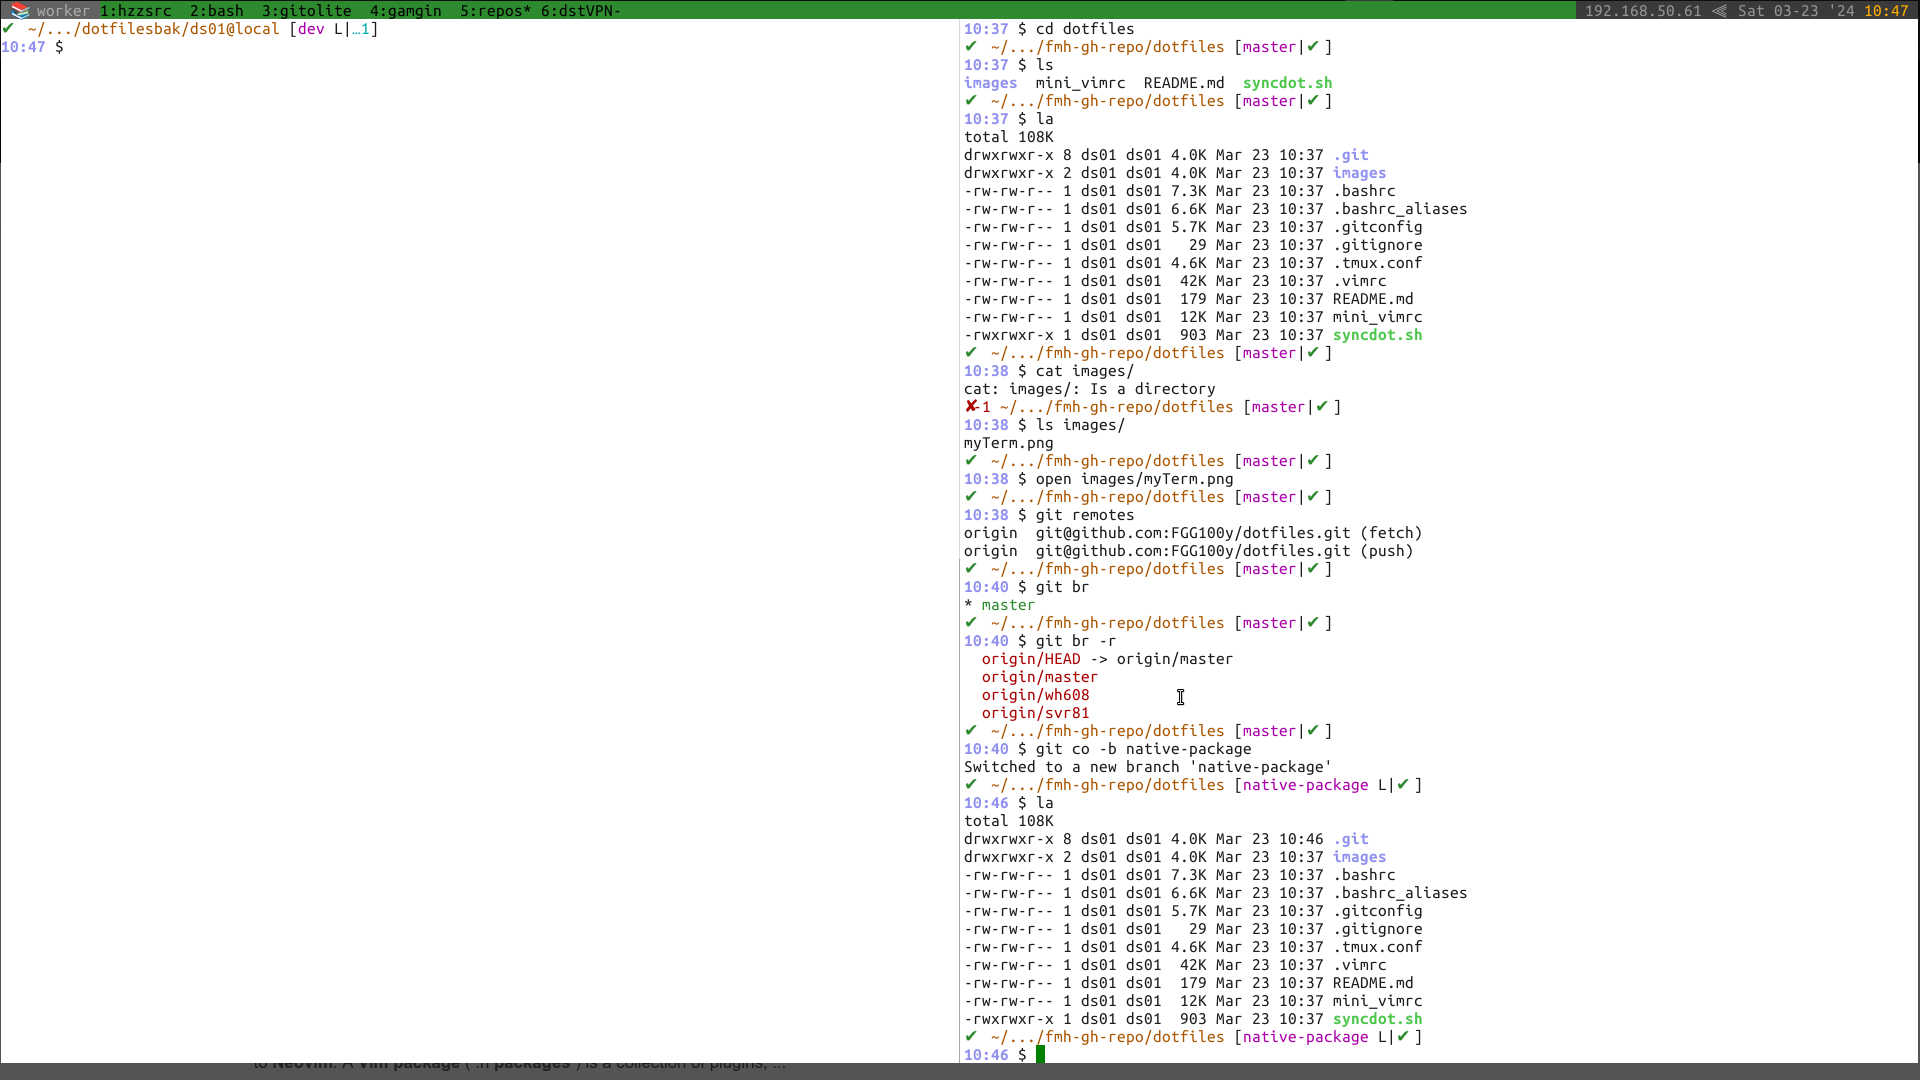 worker 1:hzzsrc  2:bash  3:gitolite  4:gamgin  5:repos* 6:dstVPN-
192.168.50.61 Sat 03-23 '24 10:47
✔ ~/.../dotfilesbak/ds01@local [dev L|…1]
10:47 $
10:37 $ cd dotfiles
✔ ~/.../fmh-gh-repo/dotfiles [master|✔]
10:37 $ ls
images  mini_vimrc  README.md  syncdot.sh
✔ ~/.../fmh-gh-repo/dotfiles [master|✔]
10:37 $ la
total 108K
drwxrwxr-x 8 ds01 ds01 4.0K Mar 23 10:37 .git
drwxrwxr-x 2 ds01 ds01 4.0K Mar 23 10:37 images
-rw-rw-r-- 1 ds01 ds01 7.3K Mar 23 10:37 .bashrc
-rw-rw-r-- 1 ds01 ds01 6.6K Mar 23 10:37 .bashrc_aliases
-rw-rw-r-- 1 ds01 ds01 5.7K Mar 23 10:37 .gitconfig
-rw-rw-r-- 1 ds01 ds01   29 Mar 23 10:37 .gitignore
-rw-rw-r-- 1 ds01 ds01 4.6K Mar 23 10:37 .tmux.conf
-rw-rw-r-- 1 ds01 ds01  42K Mar 23 10:37 .vimrc
-rw-rw-r-- 1 ds01 ds01  179 Mar 23 10:37 README.md
-rw-rw-r-- 1 ds01 ds01  12K Mar 23 10:37 mini_vimrc
-rwxrwxr-x 1 ds01 ds01  903 Mar 23 10:37 syncdot.sh
✔ ~/.../fmh-gh-repo/dotfiles [master|✔]
10:38 $ cat images/
cat: images/: Is a directory
✘-1 ~/.../fmh-gh-repo/dotfiles [master|✔]
10:38 $ ls images/
myTerm.png
✔ ~/.../fmh-gh-repo/dotfiles [master|✔]
10:38 $ open images/myTerm.png
✔ ~/.../fmh-gh-repo/dotfiles [master|✔]
10:38 $ git remotes
origin  git@github.com:FGG100y/dotfiles.git (fetch)
origin  git@github.com:FGG100y/dotfiles.git (push)
✔ ~/.../fmh-gh-repo/dotfiles [master|✔]
10:40 $ git br
* master
✔ ~/.../fmh-gh-repo/dotfiles [master|✔]
10:40 $ git br -r
origin/HEAD -> origin/master
origin/master
origin/wh608
origin/svr81
✔ ~/.../fmh-gh-repo/dotfiles [master|✔]
10:40 $ git co -b native-package
Switched to a new branch 'native-package'
✔ ~/.../fmh-gh-repo/dotfiles [native-package L|✔]
10:46 $ la
total 108K
drwxrwxr-x 8 ds01 ds01 4.0K Mar 23 10:46 .git
drwxrwxr-x 2 ds01 ds01 4.0K Mar 23 10:37 images
-rw-rw-r-- 1 ds01 ds01 7.3K Mar 23 10:37 .bashrc
-rw-rw-r-- 1 ds01 ds01 6.6K Mar 23 10:37 .bashrc_aliases
-rw-rw-r-- 1 ds01 ds01 5.7K Mar 23 10:37 .gitconfig
-rw-rw-r-- 1 ds01 ds01   29 Mar 23 10:37 .gitignore
-rw-rw-r-- 1 ds01 ds01 4.6K Mar 23 10:37 .tmux.conf
-rw-rw-r-- 1 ds01 ds01  42K Mar 23 10:37 .vimrc
-rw-rw-r-- 1 ds01 ds01  179 Mar 23 10:37 README.md
-rw-rw-r-- 1 ds01 ds01  12K Mar 23 10:37 mini_vimrc
-rwxrwxr-x 1 ds01 ds01  903 Mar 23 10:37 syncdot.sh
✔ ~/.../fmh-gh-repo/dotfiles [native-package L|✔]
10:46 $
to Neovim. A Vim package ( :h packages ) is a collection of plugins, ...